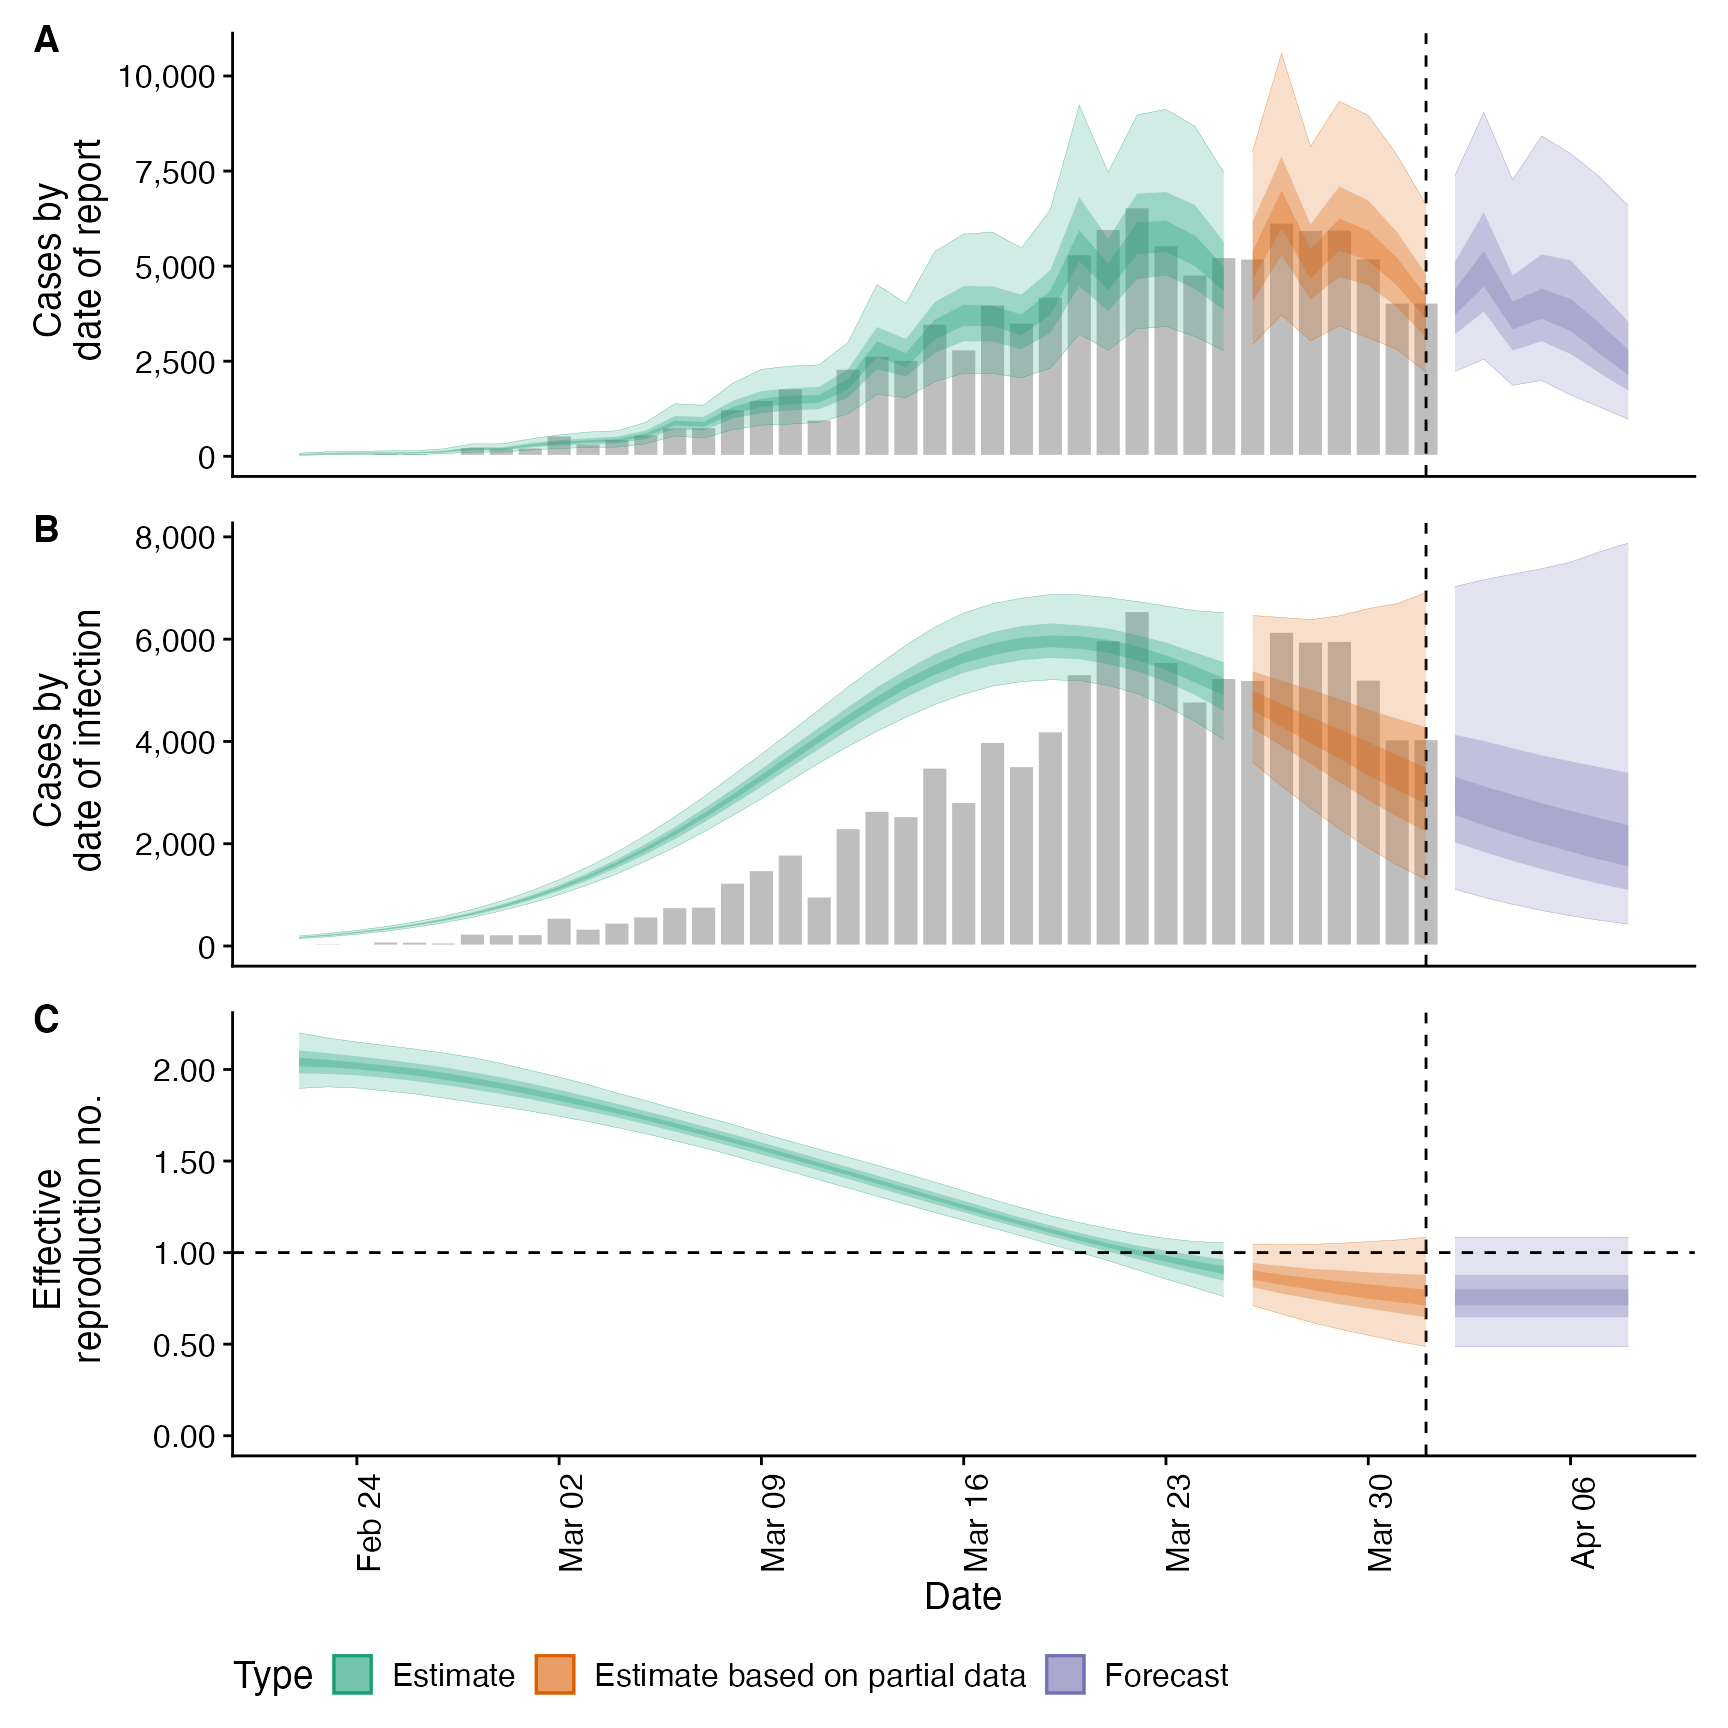 A
Cases by
date of report
10,000
7,500
5,000
2,500
0
B
Cases by
date of infection
8,000
6,000
4,000
2,000
0
C
Effective
reproduction no.
2.00
1.50
1.00
0.50
0.00
Feb 24
Mar 02
Mar 09
Mar 16
Mar 23
Mar 30
Apr 06
Date
Type Estimate Estimate based on partial data Forecast